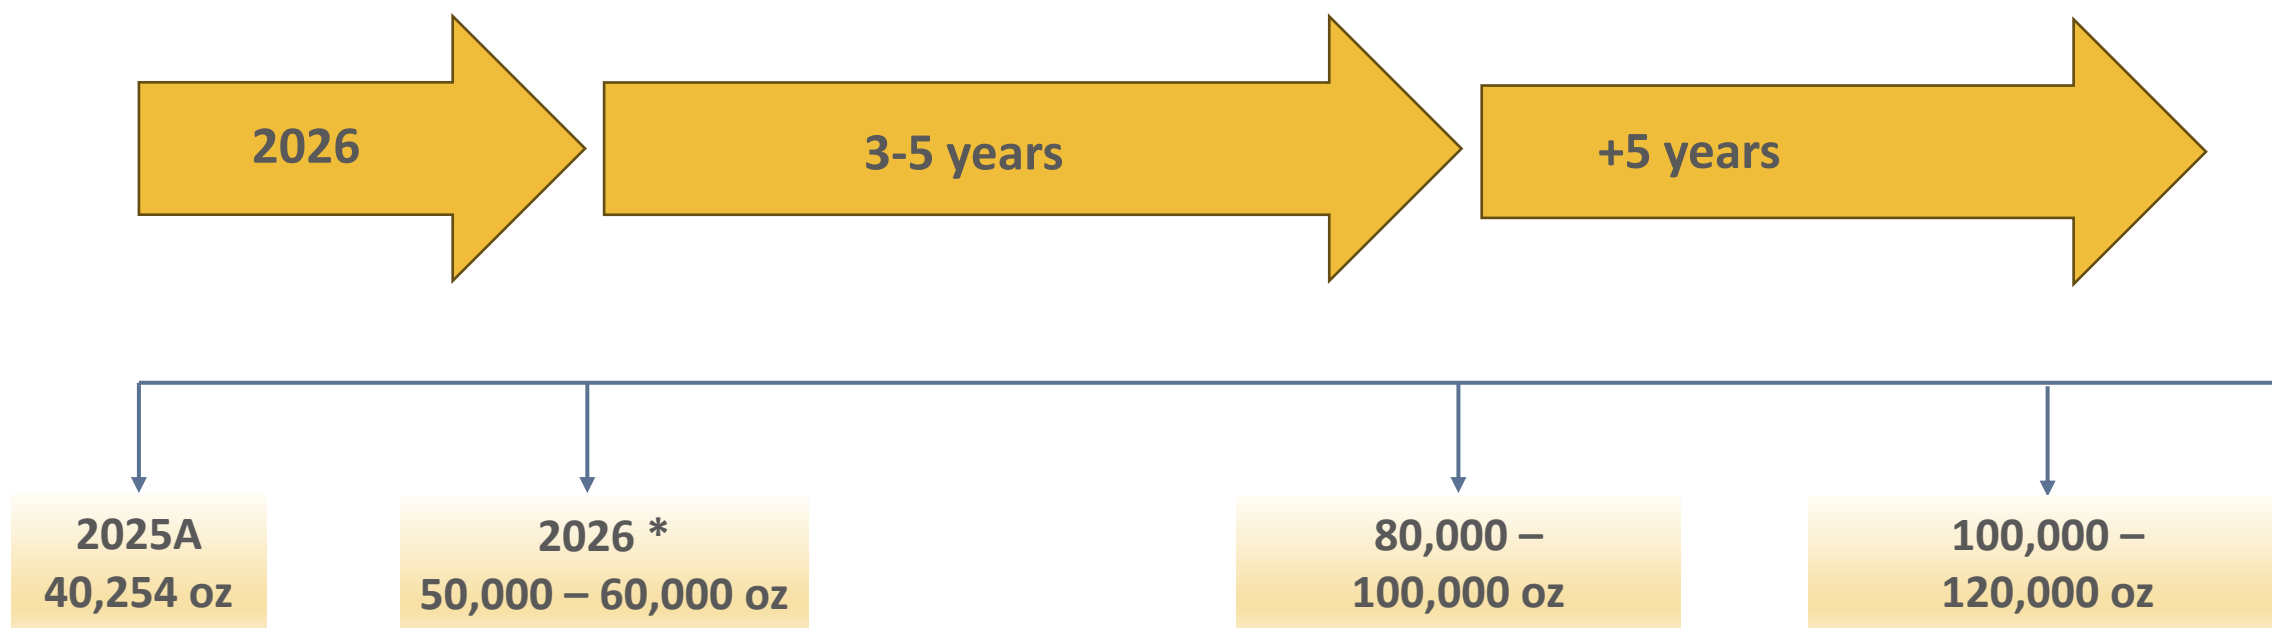 2026
3-5 years
+5 years
2025A
40,254 oz
2026 *
50,000 – 60,000 oz
80,000 –
100,000 oz
100,000 –
120,000 oz